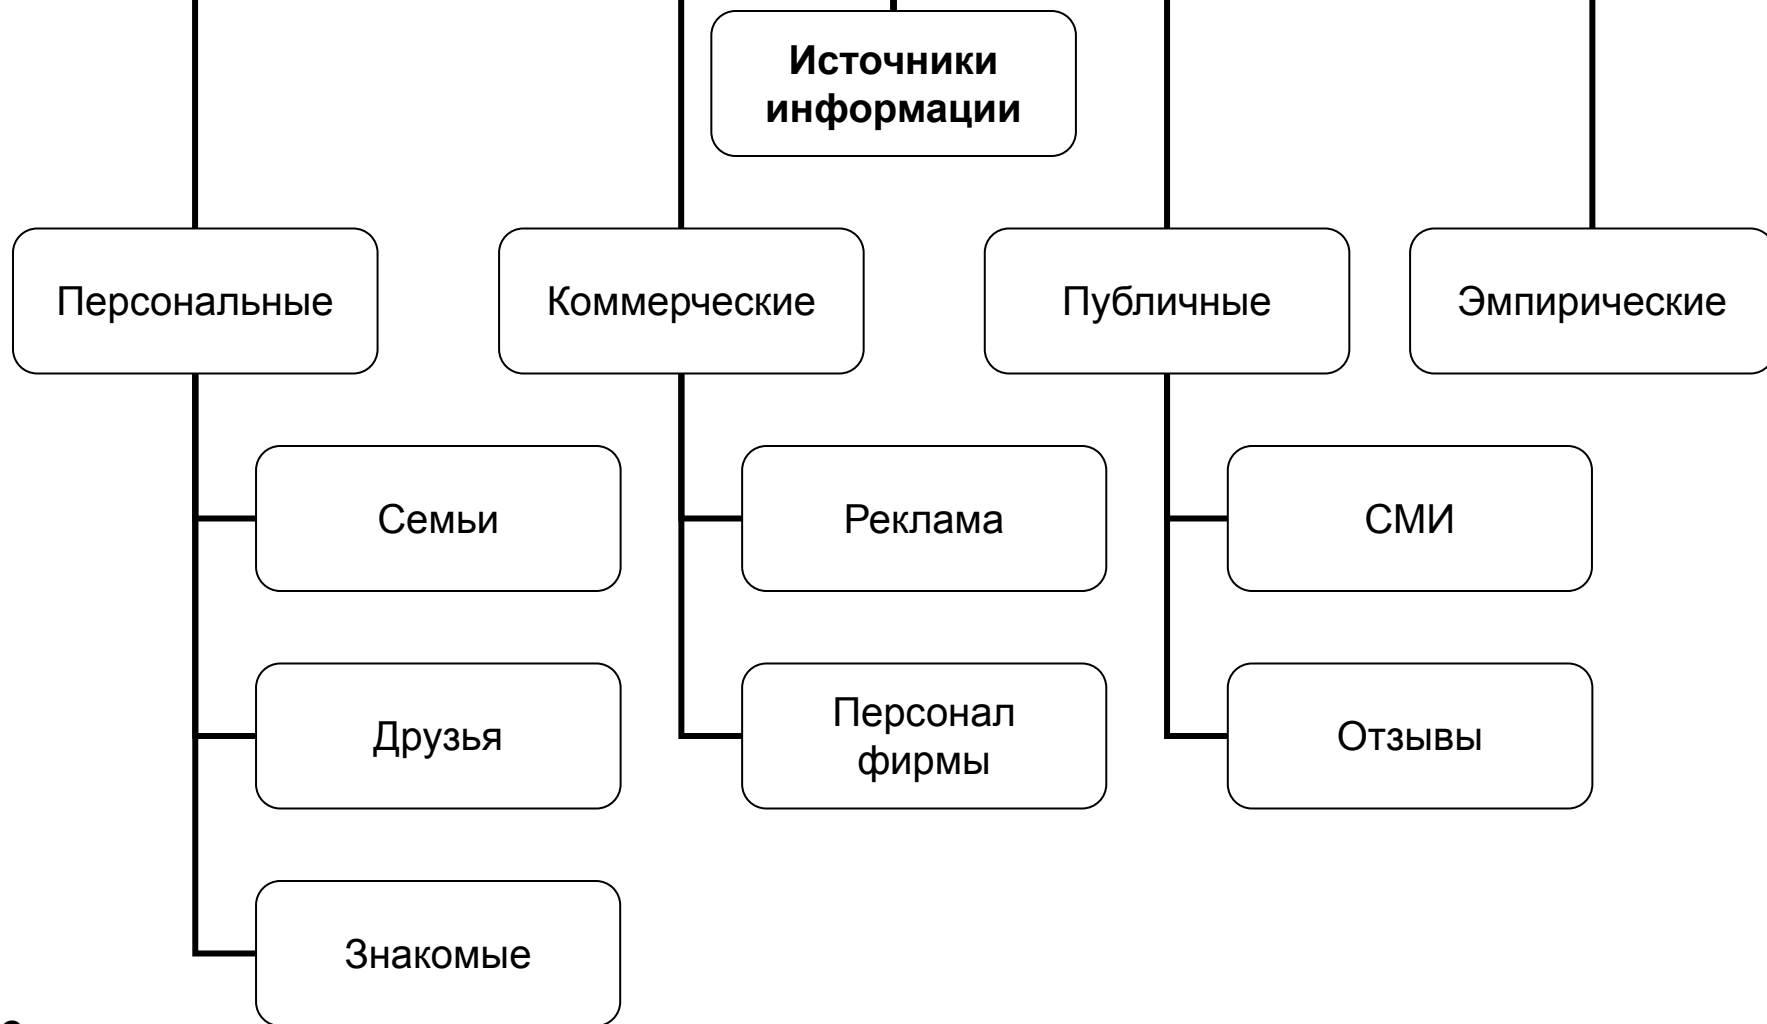 Источники
информации
Персональные
Коммерческие
Публичные
Эмпирические
Семьи
Реклама
СМИ
Друзья
Персонал
фирмы
Отзывы
Знакомые